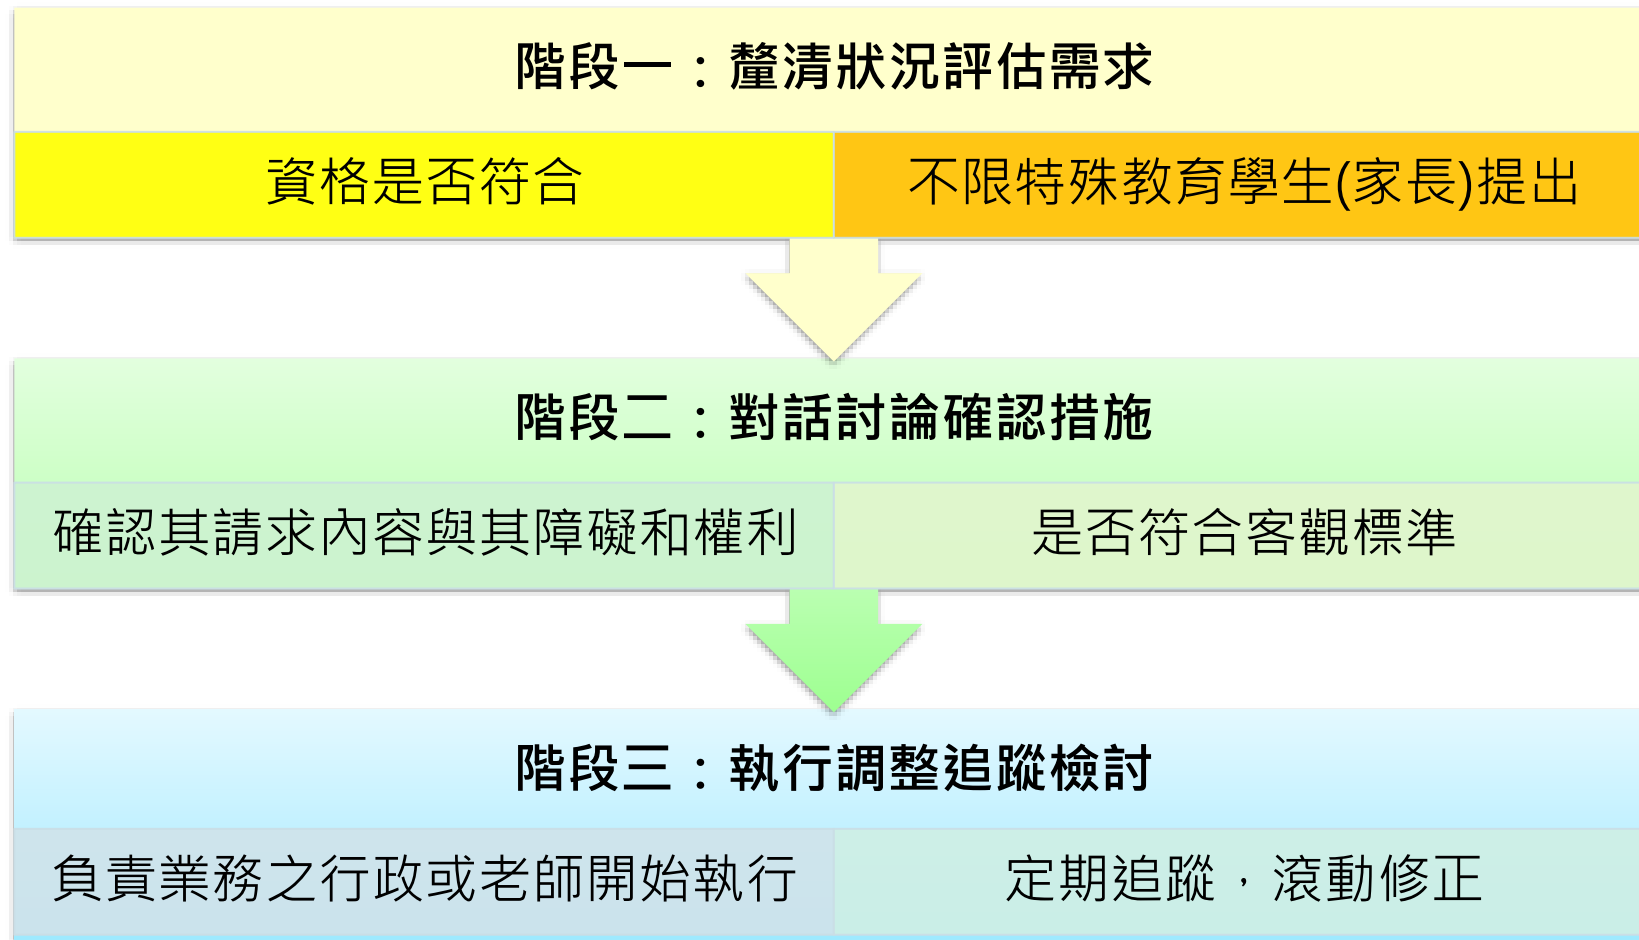 階段一：釐清狀況評估需求
資格是否符合
不限特殊教育學生(家長)提出
階段二：對話討論確認措施
確認其請求內容與其障礙和權利
是否符合客觀標準
階段三：執行調整追蹤檢討
負責業務之行政或老師開始執行
定期追蹤，滾動修正